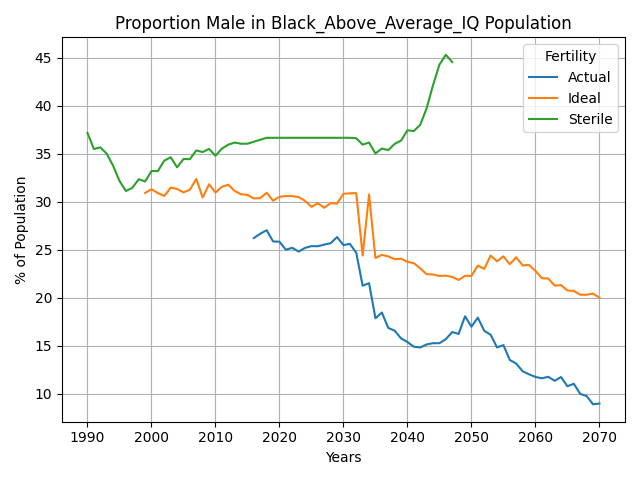 Proportion Male in Black_Above_Average_IQ Population
% of Population
45
40
35
30
25
20
15
10
Fertility
Actual
Ideal
Sterile
1990 2000 2010 2020 2030 2040 2050 2060 2070
Years